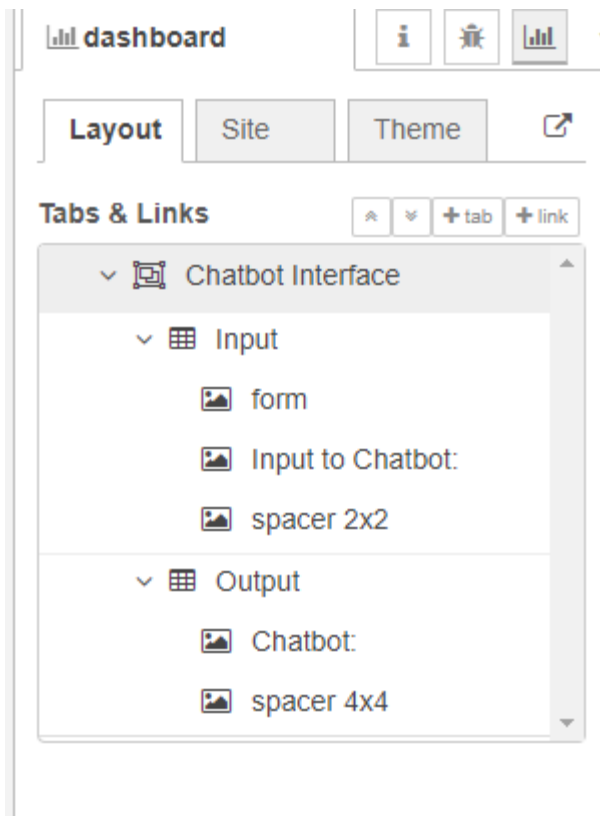 dashboard i
Layout Site Theme
Tabs & Links + tab + link
Chatbot Interface
Input
form
Input to Chatbot:
spacer 2x2
Output
Chatbot:
spacer 4x4